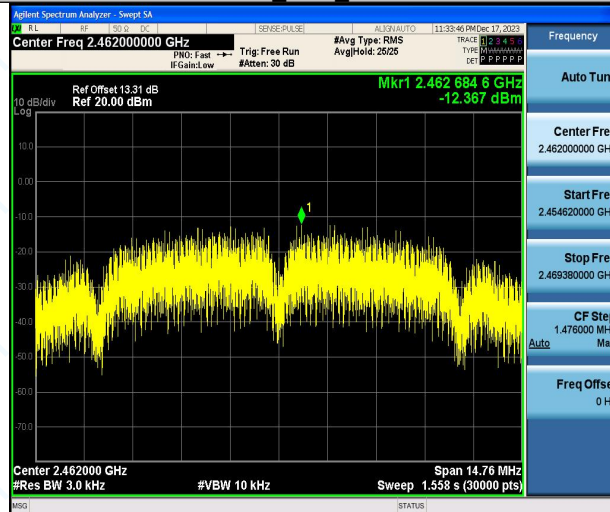 Agilent Spectrum Analyzer - Swept SA
RL RF 50 Ω DC SENSE:PULSE ALIGN AUTO 11:33:46 PM Dec 17, 2023
Center Freq 2.462000000 GHz
PNO: Fast
IFGain:Low
Trig: Free Run
#Atten: 30 dB
#Avg Type: RMS
Avg|Hold: 25/25
TRACE 1 2 3 4 5 6
TYPE M
DET P P P P P P
Mkr1 2.462 684 6 GHz
-12.367 dBm
Ref Offset 13.31 dB
Ref 20.00 dBm
10 dB/div
Log
10.0
0.00
-10.0
-20.0
-30.0
-40.0
-50.0
-60.0
-70.0
1
Center 2.462000 GHz
Span 14.76 MHz
#Res BW 3.0 kHz
#VBW 10 kHz
Sweep 1.558 s (30000 pts)
MSG
STATUS
Frequency
Auto Tun
Center Fre
2.462000000 GH
Start Fre
2.454620000 GH
Stop Fre
2.469380000 GH
CF Ste
1.476000 MH
Auto Ma
Freq Offse
0 H